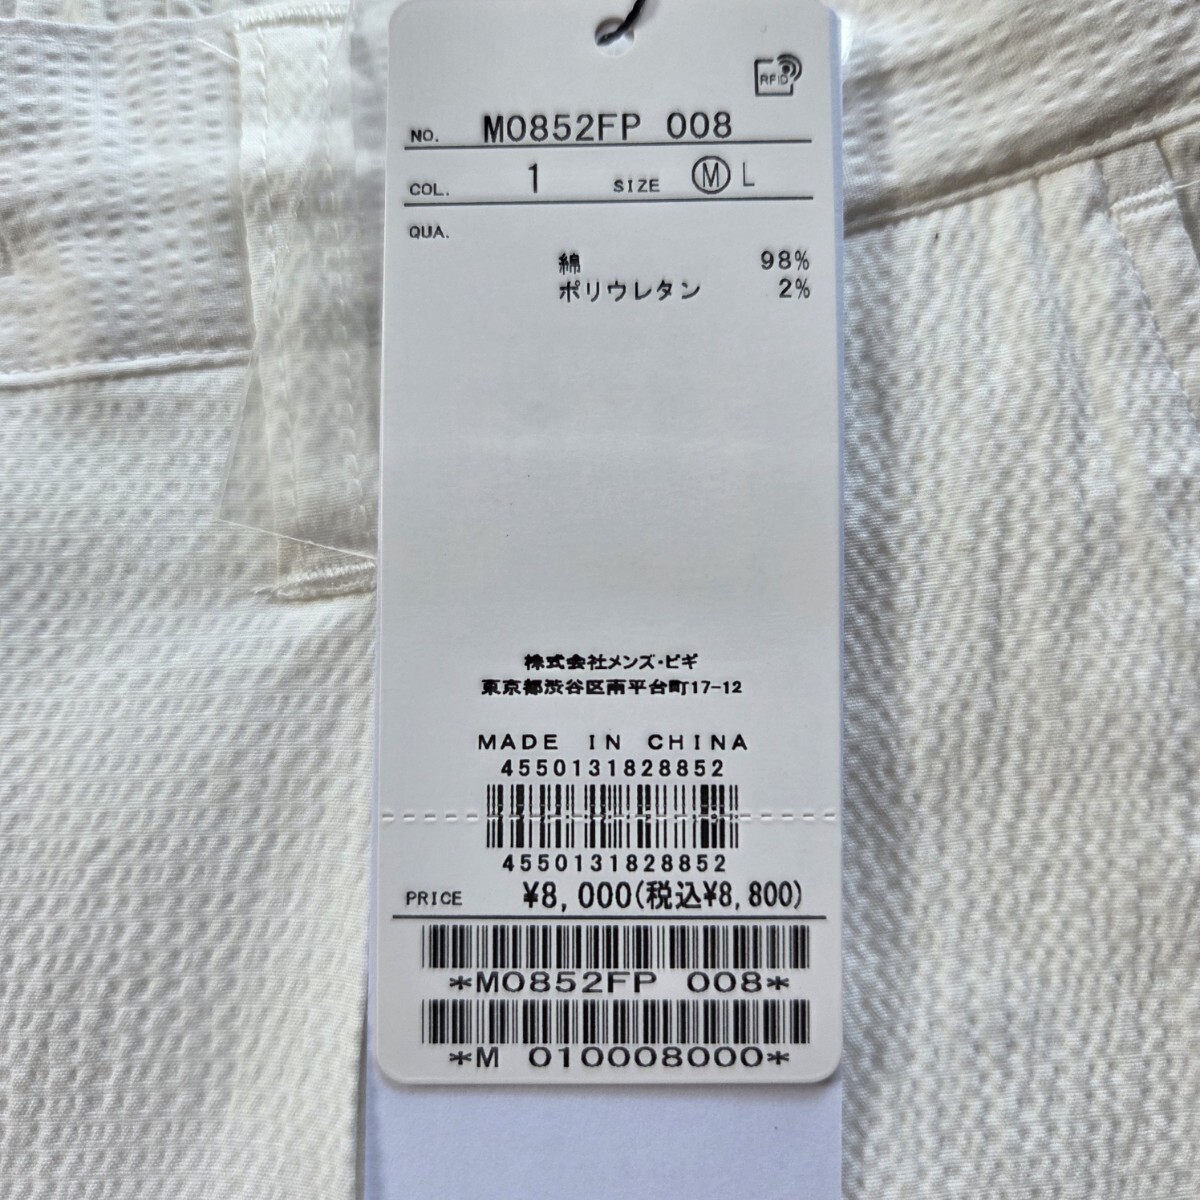 RFID
NO. M0852FP 008
COL. 1 SIZE Ⓜ L
QUA.
綿 98%
ポリウレタン 2%
株式会社メンズ・ビギ
東京都渋谷区南平台町17-12
MADE IN CHINA
4550131828852
4550131828852
PRICE ¥8,000(税込¥8,800)
*M0852FP 008*
*M 010008000*